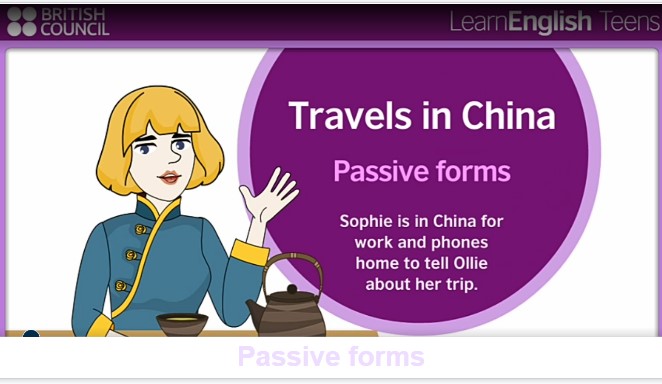 BRITISH
COUNCIL
LearnEnglish Teens
Travels in China
Passive forms
Sophie is in China for
work and phones
home to tell Ollie
about her trip.
Passive forms